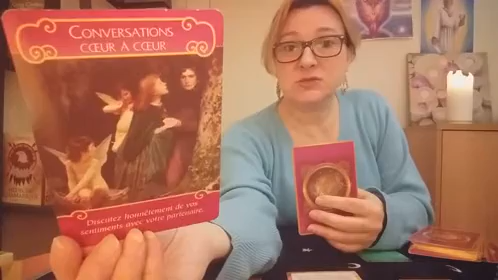 CONVERSATIONS
CŒUR À CŒUR
Discutez honnêtement de vos
sentiments avec votre partenaire.